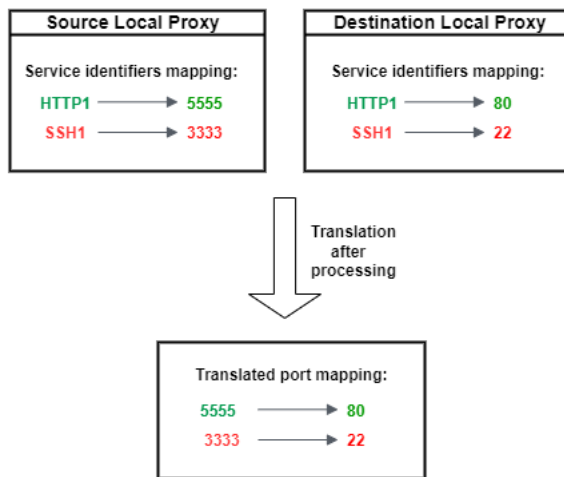 Source Local Proxy
Service identifiers mapping:
HTTP1 5555
SSH1 3333
Destination Local Proxy
Service identifiers mapping:
HTTP1 80
SSH1 22
Translation
after
processing
Translated port mapping:
5555 80
3333 22